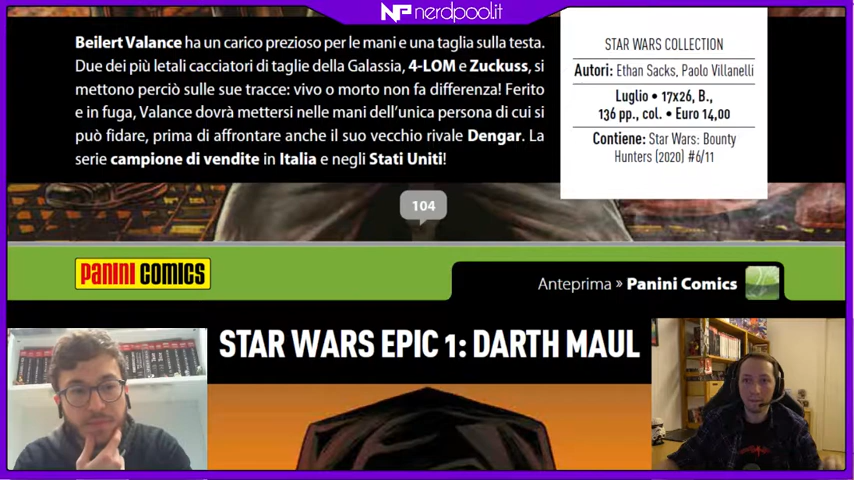 NP nerdpool.it
Beilert Valance ha un carico prezioso per le mani e una taglia sulla testa.
Due dei più letali cacciatori di taglie della Galassia, 4-LOM e Zuckuss, si
mettono perciò sulle sue tracce: vivo o morto non fa differenza! Ferito
e in fuga, Valance dovrà mettersi nelle mani dell'unica persona di cui si
può fidare, prima di affrontare anche il suo vecchio rivale Dengar. La
serie campione di vendite in Italia e negli Stati Uniti!
STAR WARS COLLECTION
Autori: Ethan Sacks, Paolo Villanelli
Luglio • 17x26, B.,
136 pp., col. • Euro 14,00
Contiene: Star Wars: Bounty
Hunters (2020) #6/11
104
PANINI COMICS
Anteprima » Panini Comics
STAR WARS EPIC 1: DARTH MAUL